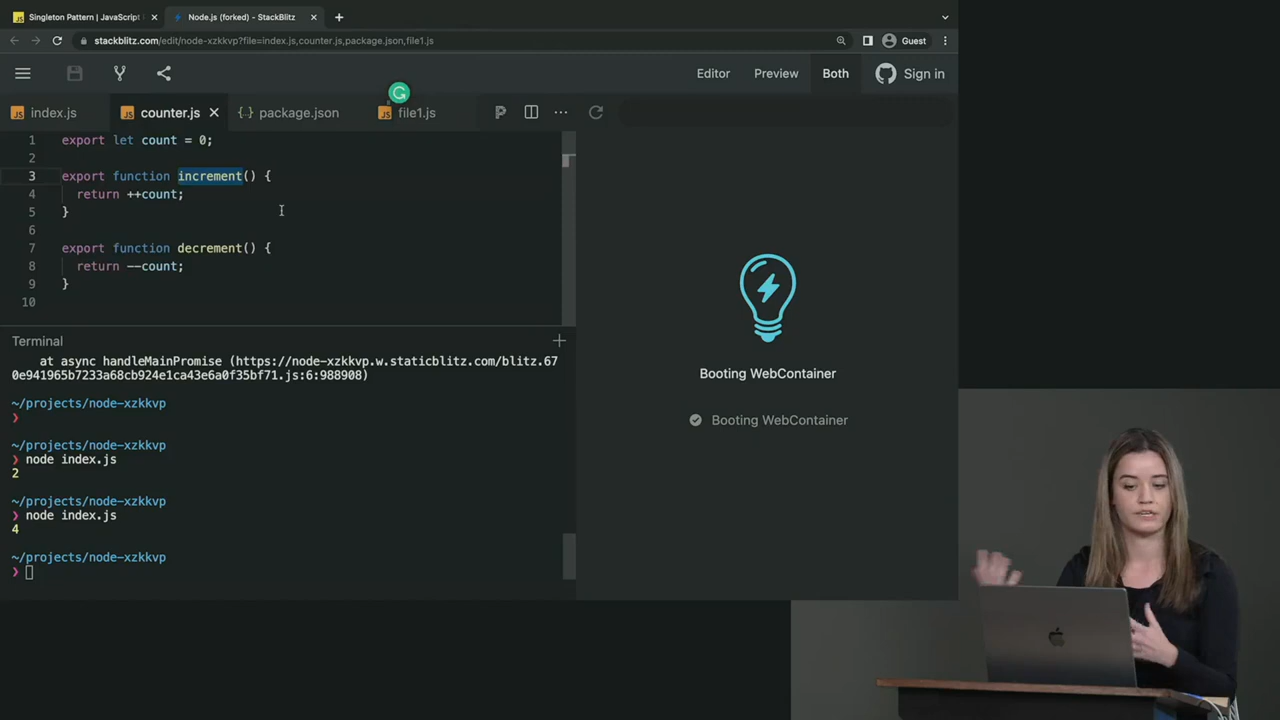 Singleton Pattern | JavaScript
Node.js (forked) - StackBlitz
stackblitz.com/edit/node-xzkkvp?file=index.js,counter.js,package.json,file1.js
Guest
Editor
Preview
Both
Sign in
index.js
counter.js
package.json
file1.js
1 export let count = 0;
2
3 export function increment() {
4 return ++count;
5 }
6
7 export function decrement() {
8 return --count;
9 }
10
Terminal
at async handleMainPromise (https://node-xzkkvp.w.staticblitz.com/blitz.67
0e941965b7233a68cb924e1ca43e6a0f35bf71.js:6:988908)
~/projects/node-xzkkvp
❯
~/projects/node-xzkkvp
❯ node index.js
2
~/projects/node-xzkkvp
❯ node index.js
4
~/projects/node-xzkkvp
❯
Booting WebContainer
Booting WebContainer